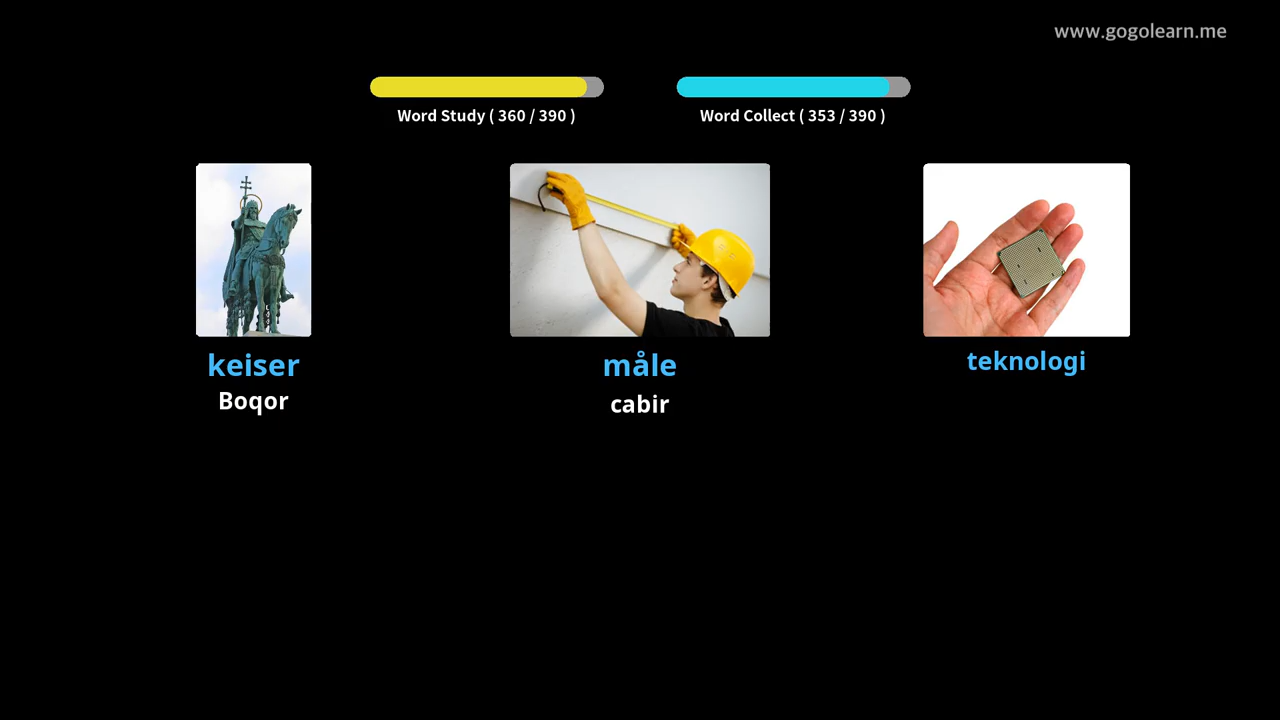 www.gogolearn.me
Word Study ( 360 / 390 )
Word Collect ( 353 / 390 )
keiser
Boqor
måle
cabir
teknologi